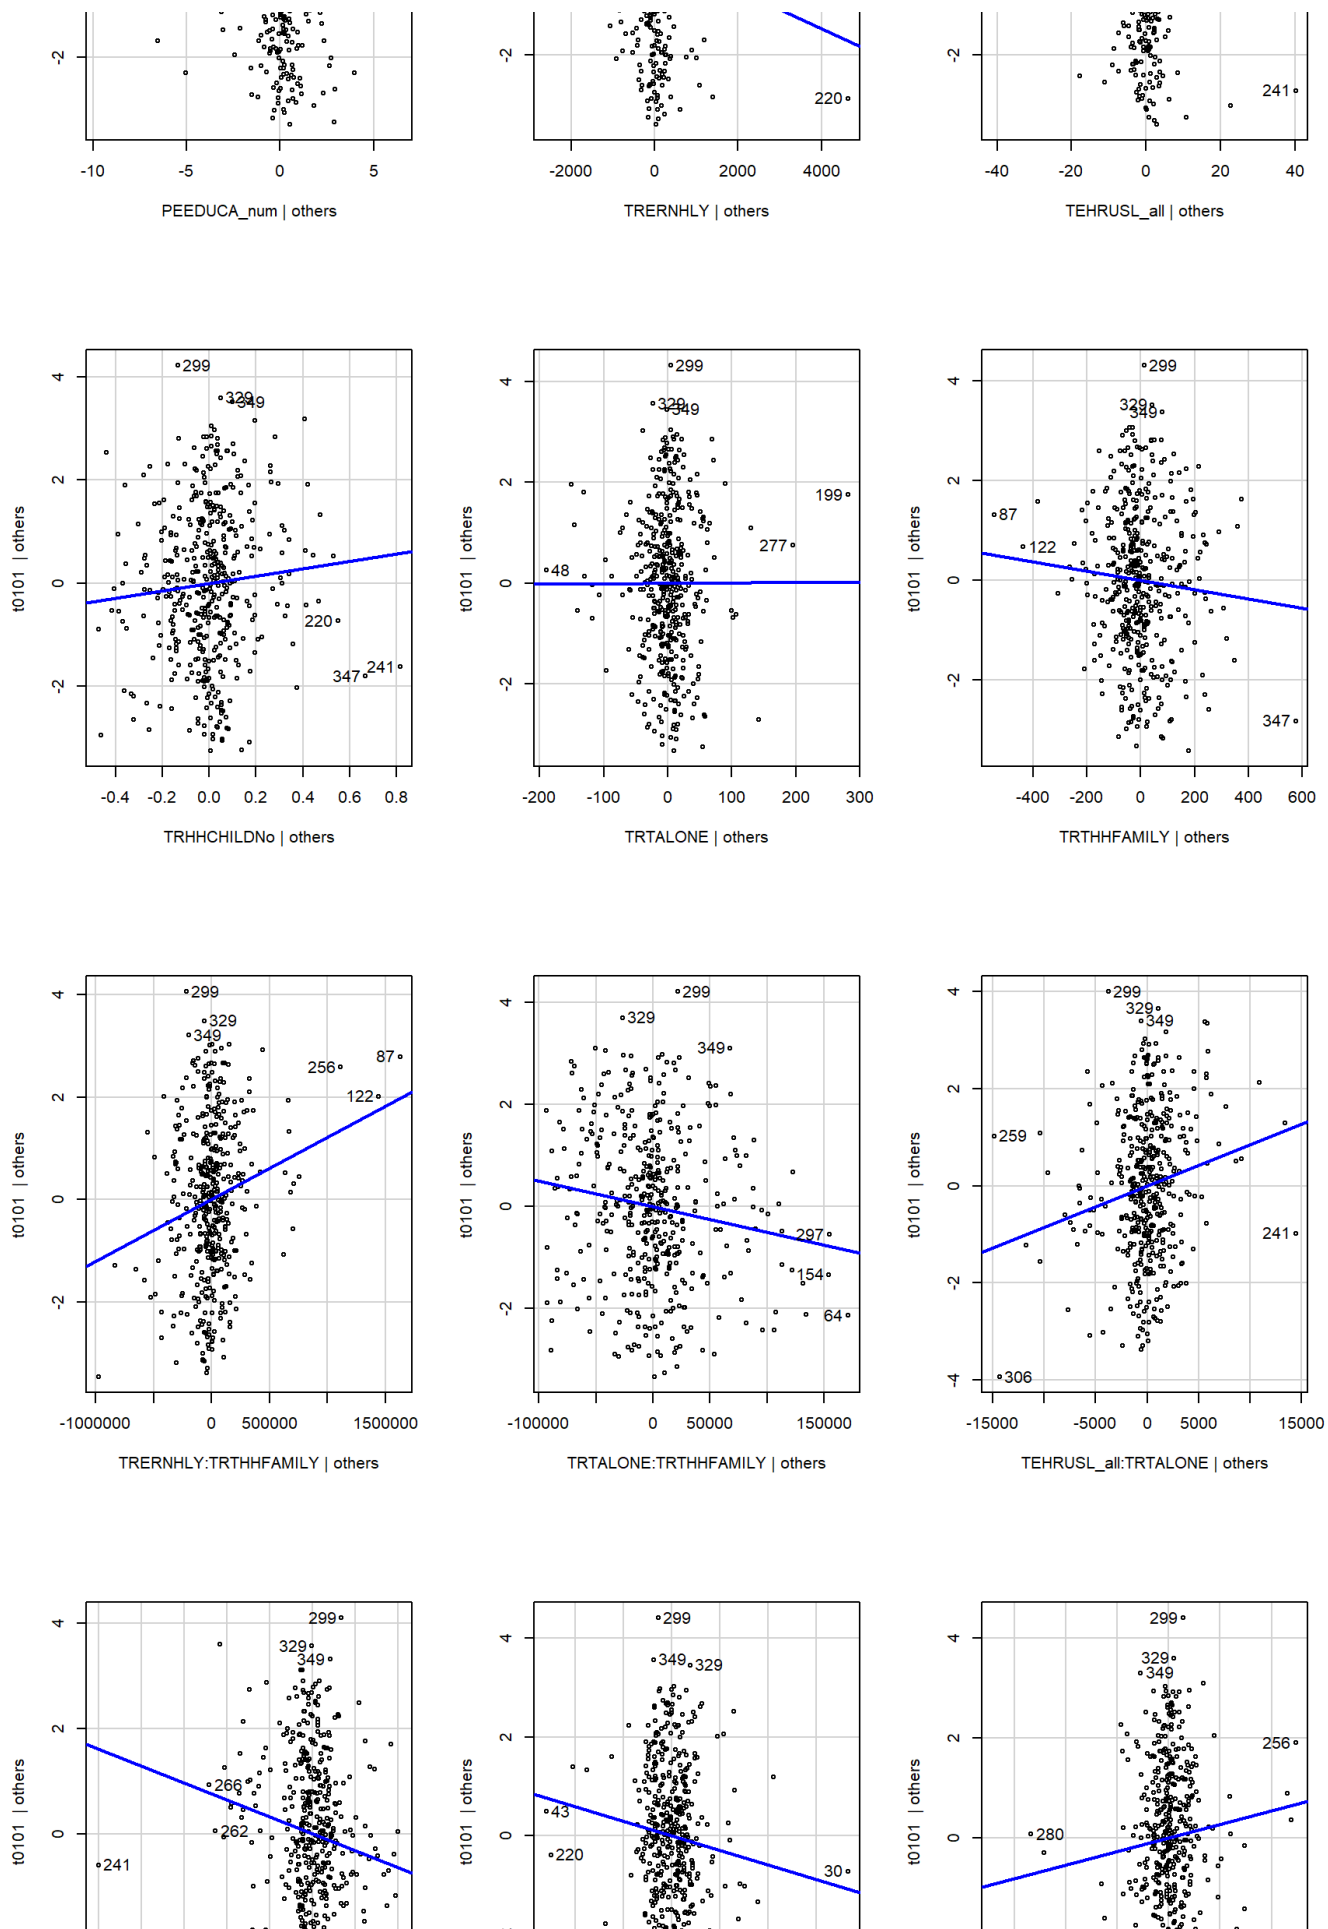 -2
-2
-2
220
241
-10 -5 0 5
-2000 0 2000 4000
-40 -20 0 20 40
PEEDUCA_num | others
TRERNHLY | others
TEHRUSL_all | others
t0101 | others
4 2 0 -2
299
329
349
220
241
347
-0.4 0.0 0.2 0.4 0.6 0.8
TRHHCHILDNo | others
t0101 | others
4 2 0 -2
299
329
349
199
277
48
-200 -100 0 100 200 300
TRTALONE | others
t0101 | others
4 2 0 -2
299
329
349
87
122
347
-400 -200 0 200 400 600
TRTHHFAMILY | others
t0101 | others
4 2 0 -2
299
329
349
87
256
122
-1000000 0 500000 1500000
TRERNHLY:TRTHHFAMILY | others
t0101 | others
4 2 0 -2
299
329
349
297
154
64
-100000 0 50000 150000
TRTALONE:TRTHHFAMILY | others
t0101 | others
4 2 0 -2 -4
299
329
349
259
241
306
-15000 -5000 0 5000 15000
TEHRUSL_all:TRTALONE | others
t0101 | others
4 2 0
299
329
349
266
262
241
t0101 | others
4 2 0
299
349
329
43
220
30
t0101 | others
4 2 0
299
329
349
256
280